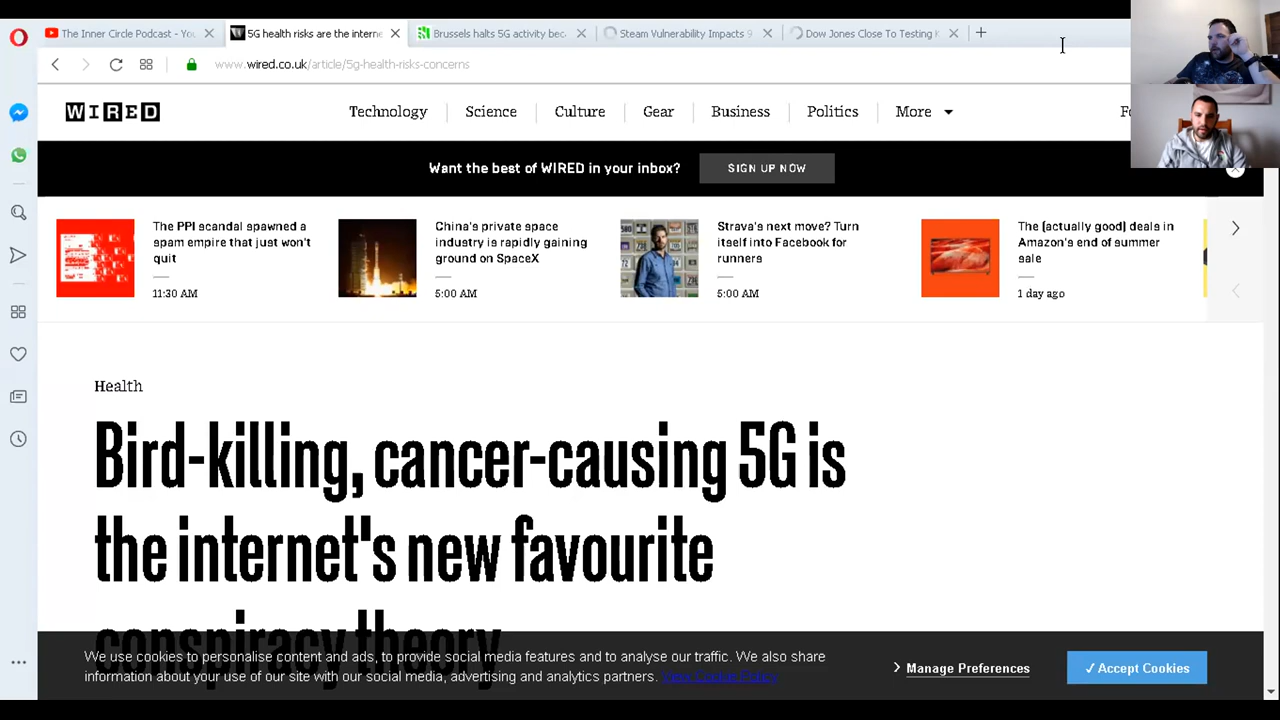 The Inner Circle Podcast - You
5G health risks are the interne
Brussels halts 5G activity beca
Steam Vulnerability Impacts 9
Dow Jones Close To Testing K
www.wired.co.uk/article/5g-health-risks-concerns
WIRED
Technology
Science
Culture
Gear
Business
Politics
More
Fo
Want the best of WIRED in your inbox?
SIGN UP NOW
The PPI scandal spawned a
spam empire that just won't
quit
11:30 AM
China's private space
industry is rapidly gaining
ground on SpaceX
5:00 AM
Strava's next move? Turn
itself into Facebook for
runners
5:00 AM
The (actually good) deals in
Amazon's end of summer
sale
1 day ago
Health
Bird-killing, cancer-causing 5G is
the internet's new favourite
conspiracy theory
We use cookies to personalise content and ads, to provide social media features and to analyse our traffic. We also share
information about your use of our site with our social media, advertising and analytics partners. View Cookie Policy
Manage Preferences
✓Accept Cookies